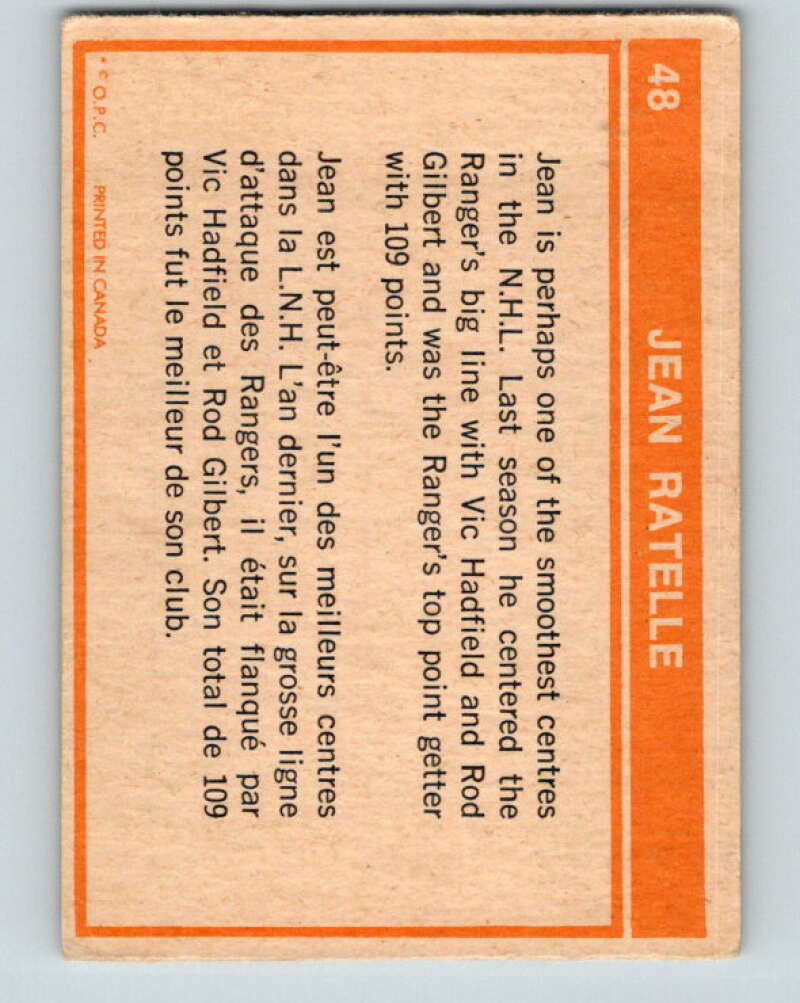 48 JEAN RATELLE
Jean is perhaps one of the smoothest centres
in the N.H.L. Last season he centered the
Ranger's big line with Vic Hadfield and Rod
Gilbert and was the Ranger's top point getter
with 109 points.
Jean est peut-être l'un des meilleurs centres
dans la L.N.H. L'an dernier, sur la grosse ligne
d'attaque des Rangers, il était flanqué par
Vic Hadfield et Rod Gilbert. Son total de 109
points fut le meilleur de son club.
* © O.P.C. PRINTED IN CANADA